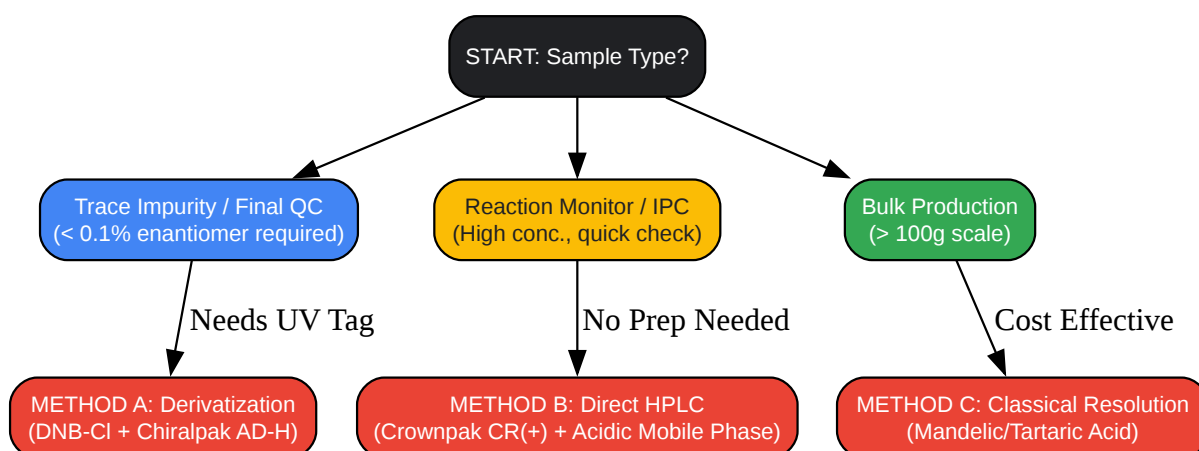 START: Sample Type?
Trace Impurity / Final QC
(< 0.1% enantiomer required)
Reaction Monitor / IPC
(High conc., quick check)
Bulk Production
(> 100g scale)
Needs UV Tag
No Prep Needed
Cost Effective
METHOD A: Derivatization
(DNB-Cl + Chiralpak AD-H)
METHOD B: Direct HPLC
(Crownpak CR(+) + Acidic Mobile Phase)
METHOD C: Classical Resolution
(Mandelic/Tartaric Acid)